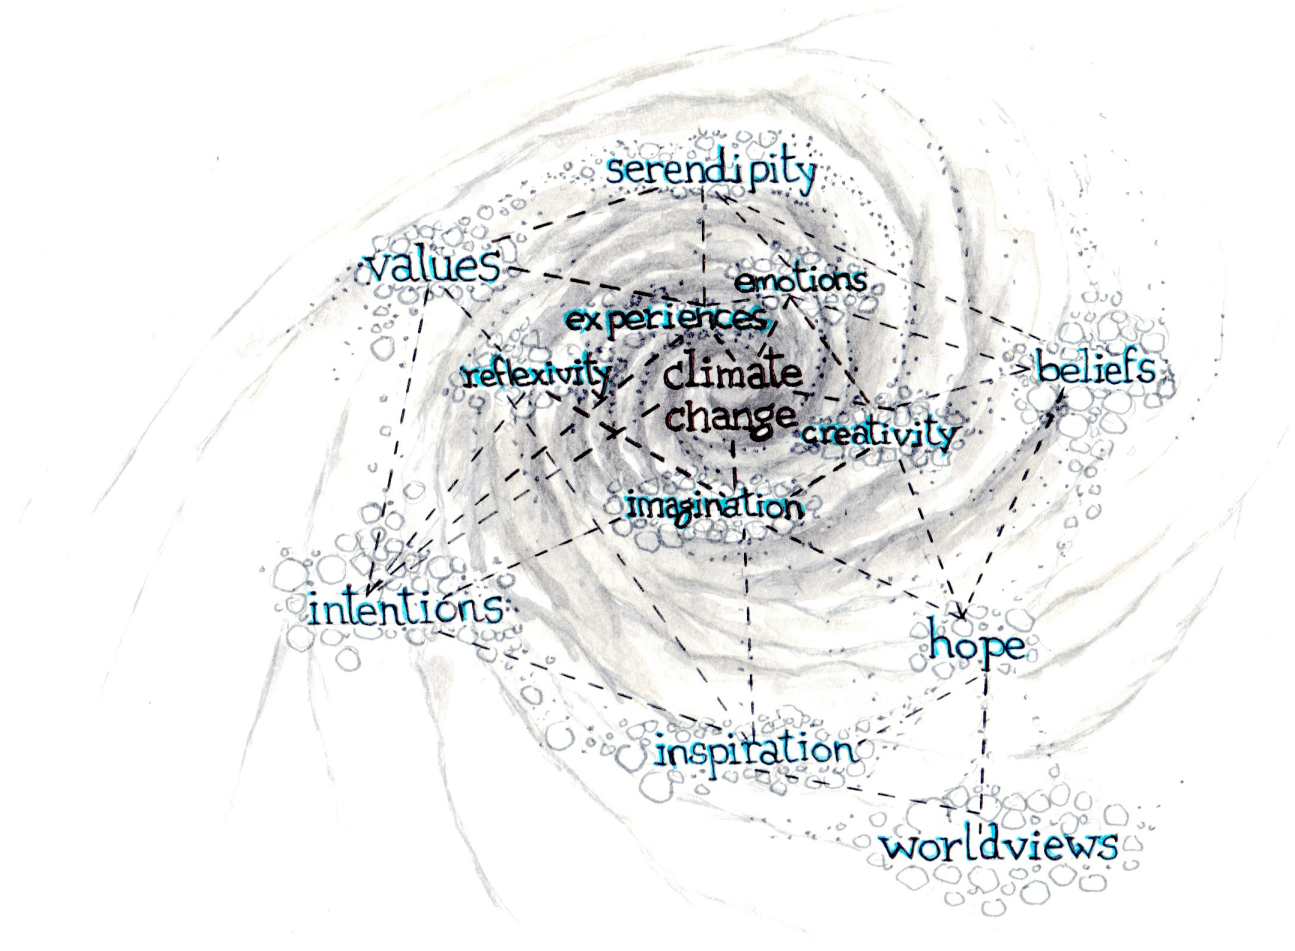 serendipity
values
emotions
experiences
reflexivity
climate
change
beliefs
creativity
imagination
intentions
hope
inspiration
worldviews